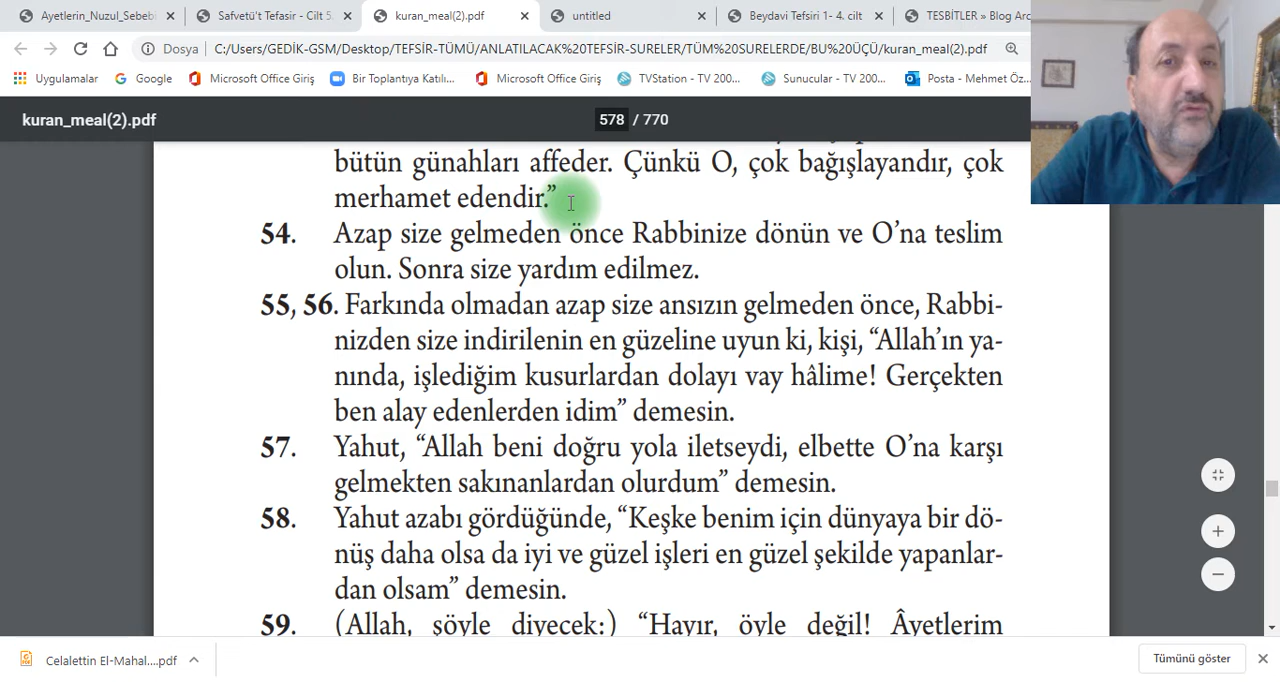 Ayetlerin_Nuzul_Sebebi
Safvetü't Tefasir - Cilt 5
kuran_meal(2).pdf
untitled
Beydavi Tefsiri 1- 4. cilt
TESBİTLER » Blog Arc
Dosya
C:/Users/GEDİK-GSM/Desktop/TEFSİR-TÜMÜ/ANLATILACAK%20TEFSİR-SURELER/TÜM%20SURELERDE/BU%20ÜÇÜ/kuran_meal(2).pdf
Uygulamalar
Google
Microsoft Office Giriş
Bir Toplantıya Katılı...
Microsoft Office Giriş
TVStation - TV 200...
Sunucular - TV 200...
Posta - Mehmet Öz...
kuran_meal(2).pdf
578 / 770
bütün günahları affeder. Çünkü O, çok bağışlayandır, çok
merhamet edendir.”
54. Azap size gelmeden önce Rabbinize dönün ve O’na teslim
olun. Sonra size yardım edilmez.
55, 56. Farkında olmadan azap size ansızın gelmeden önce, Rabbi-
nizden size indirilenin en güzeline uyun ki, kişi, “Allah’ın ya-
nında, işlediğim kusurlardan dolayı vay hâlime! Gerçekten
ben alay edenlerden idim” demesin.
57. Yahut, “Allah beni doğru yola iletseydi, elbette O’na karşı
gelmekten sakınanlardan olurdum” demesin.
58. Yahut azabı gördüğünde, “Keşke benim için dünyaya bir dö-
nüş daha olsa da iyi ve güzel işleri en güzel şekilde yapanlar-
dan olsam” demesin.
59. (Allah, şöyle diyecek:) “Hayır, öyle değil! Âyetlerim
Celalettin El-Mahal....pdf
Tümünü göster